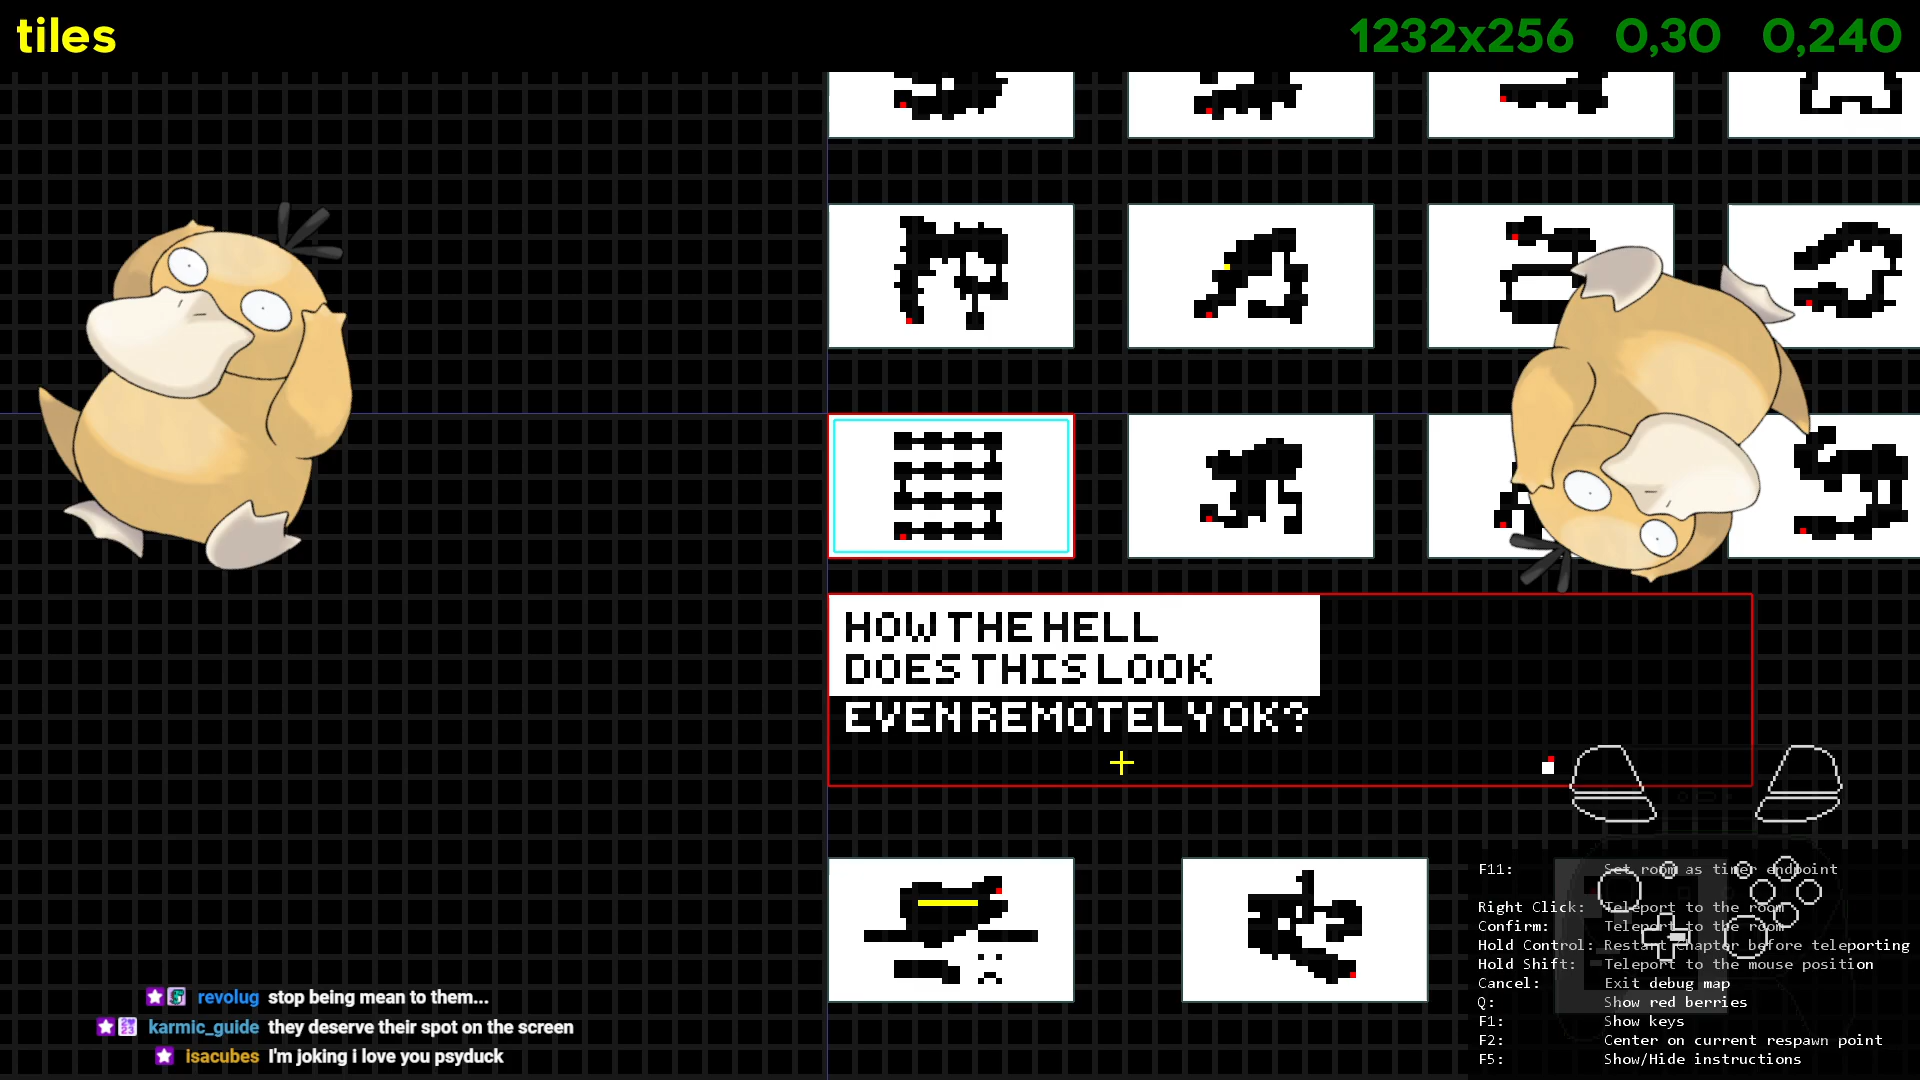 tiles
1232x256 0,30 0,240
HOW THE HELL
DOES THIS LOOK
EVEN REMOTELY OK?
F11: Set room as timer endpoint
Right Click: Teleport to the room
Confirm: Teleport to the room
Hold Control: Restart chapter before teleporting
Hold Shift: Teleport to the mouse position
Cancel: Exit debug map
Q: Show red berries
F1: Show keys
F2: Center on current respawn point
F5: Show/Hide instructions
revolug stop being mean to them...
karmic_guide they deserve their spot on the screen
isacubes I'm joking i love you psyduck